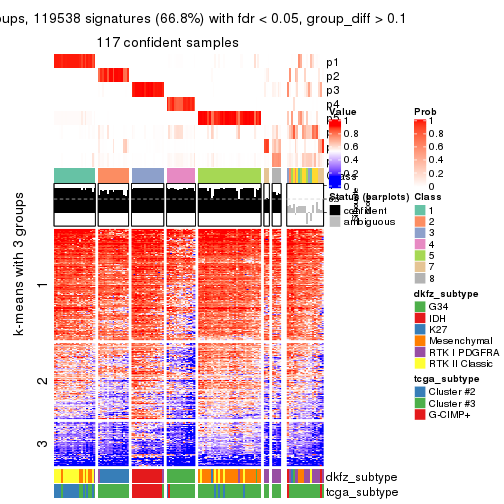 oups, 119538 signatures (66.8%) with fdr < 0.05, group_diff > 0.1
117 confident samples
p1
p2
p3
p4
Value
1
0.8
0.6
0.4
0.2
0
Prob
1
0.8
0.6
0.4
0.2
0
Status (barplots)
confident
ambiguous
Class
1
2
3
4
5
7
8
k-means with 3 groups
1
2
3
dkfz_subtype
G34
IDH
K27
Mesenchymal
RTK I PDGFRA
RTK II Classic
tcga_subtype
Cluster #2
Cluster #3
G-CIMP+
dkfz_subtype
tcga_subtype